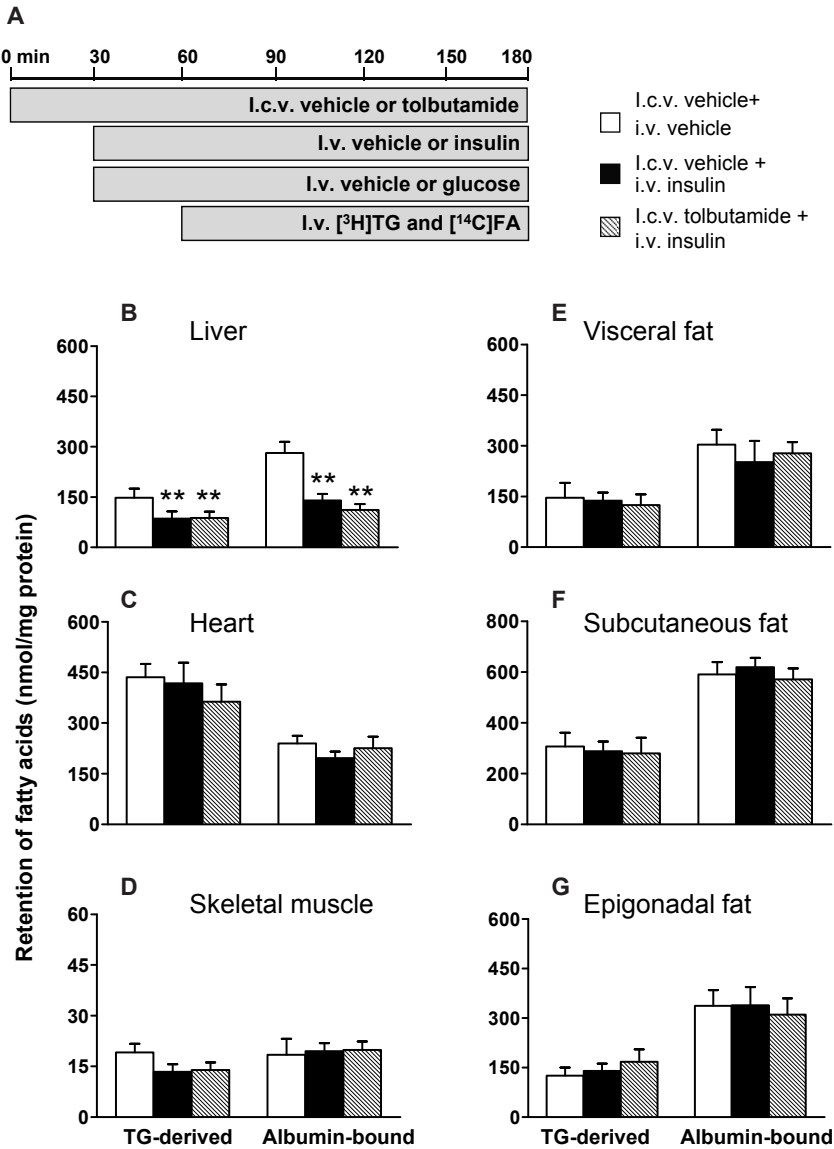 A
0 min 30 60 90 120 150 180
I.c.v. vehicle or tolbutamide
I.v. vehicle or insulin
I.v. vehicle or glucose
I.v. [³H]TG and [¹⁴C]FA
I.c.v. vehicle+
i.v. vehicle
I.c.v. vehicle +
i.v. insulin
I.c.v. tolbutamide +
i.v. insulin
Retention of fatty acids (nmol/mg protein)
B Liver
600
450
300
150
0
** **
** **
E Visceral fat
600
450
300
150
0
C Heart
600
450
300
150
0
F Subcutaneous fat
800
600
400
200
0
D Skeletal muscle
60
45
30
15
0
TG-derived Albumin-bound
G Epigonadal fat
600
450
300
150
0
TG-derived Albumin-bound